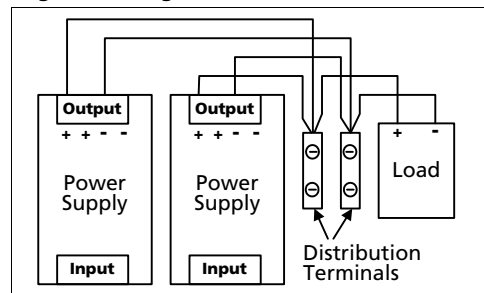 Output
+ + - -
Power
Supply
Input
Output
+ + - -
Power
Supply
Input
+ -
Load
Distribution
Terminals